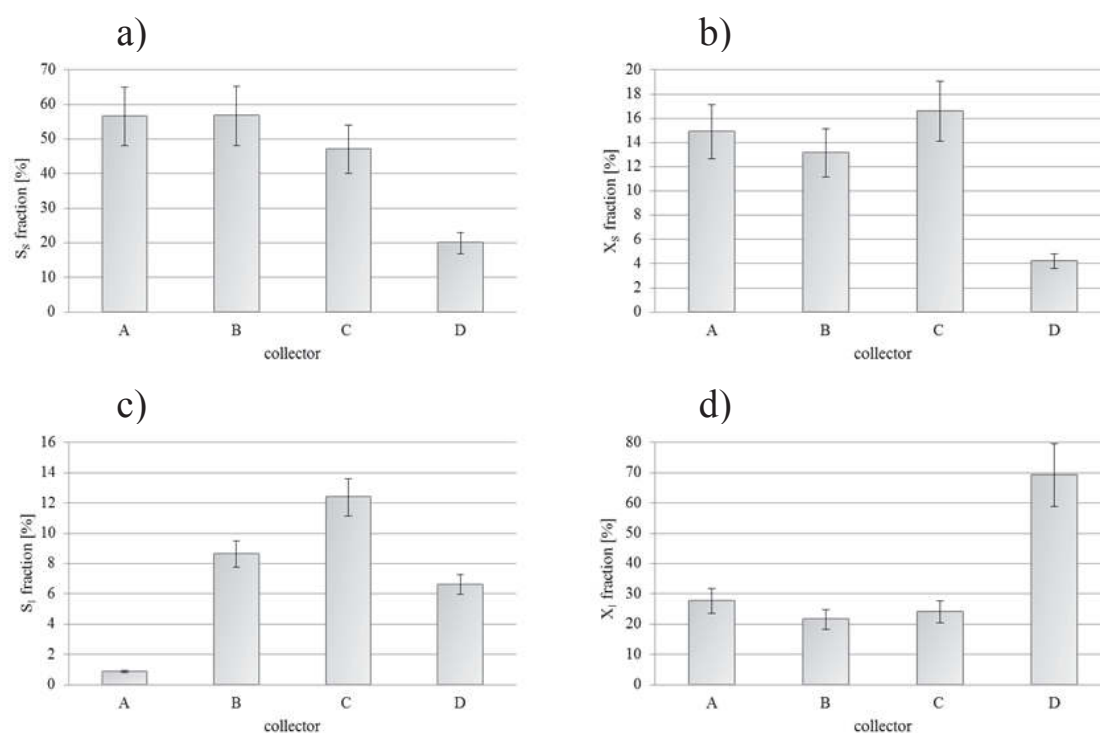 a)
70
60
50
40
30
20
10
0
S_S fraction [%]
A B C D
collector
b)
20
18
16
14
12
10
8
6
4
2
0
X_S fraction [%]
A B C D
collector
c)
16
14
12
10
8
6
4
2
0
S_I fraction [%]
A B C D
collector
d)
80
70
60
50
40
30
20
10
0
X_I fraction [%]
A B C D
collector